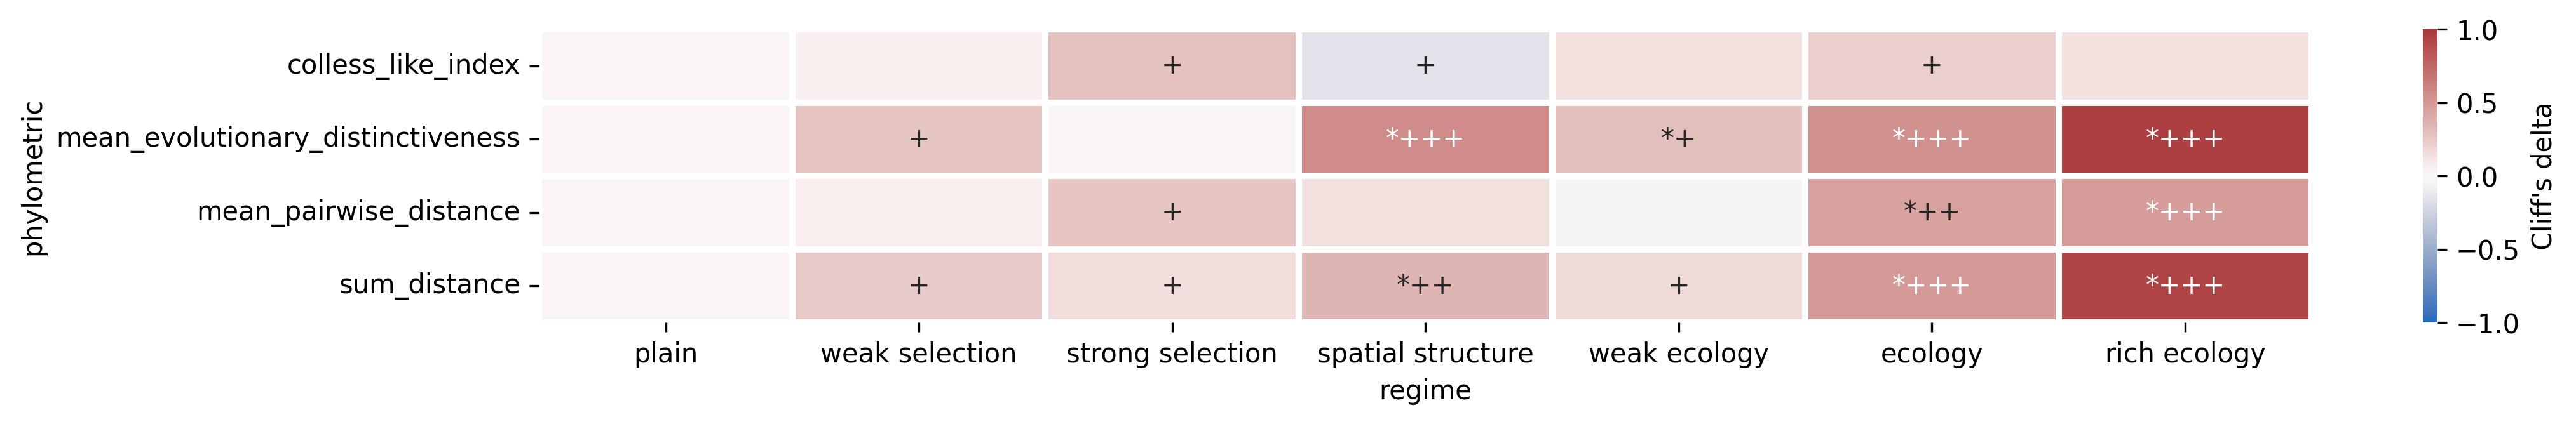 phylometric
colless_like_index
+ + +
mean_evolutionary_distinctiveness
+ *+++ *+ *+++ *+++
mean_pairwise_distance
+ *++ *+++
sum_distance
+ + *++ + *+++ *+++
plain weak selection strong selection spatial structure weak ecology ecology rich ecology
regime
1.0
0.5
0.0
−0.5
−1.0
Cliff's delta